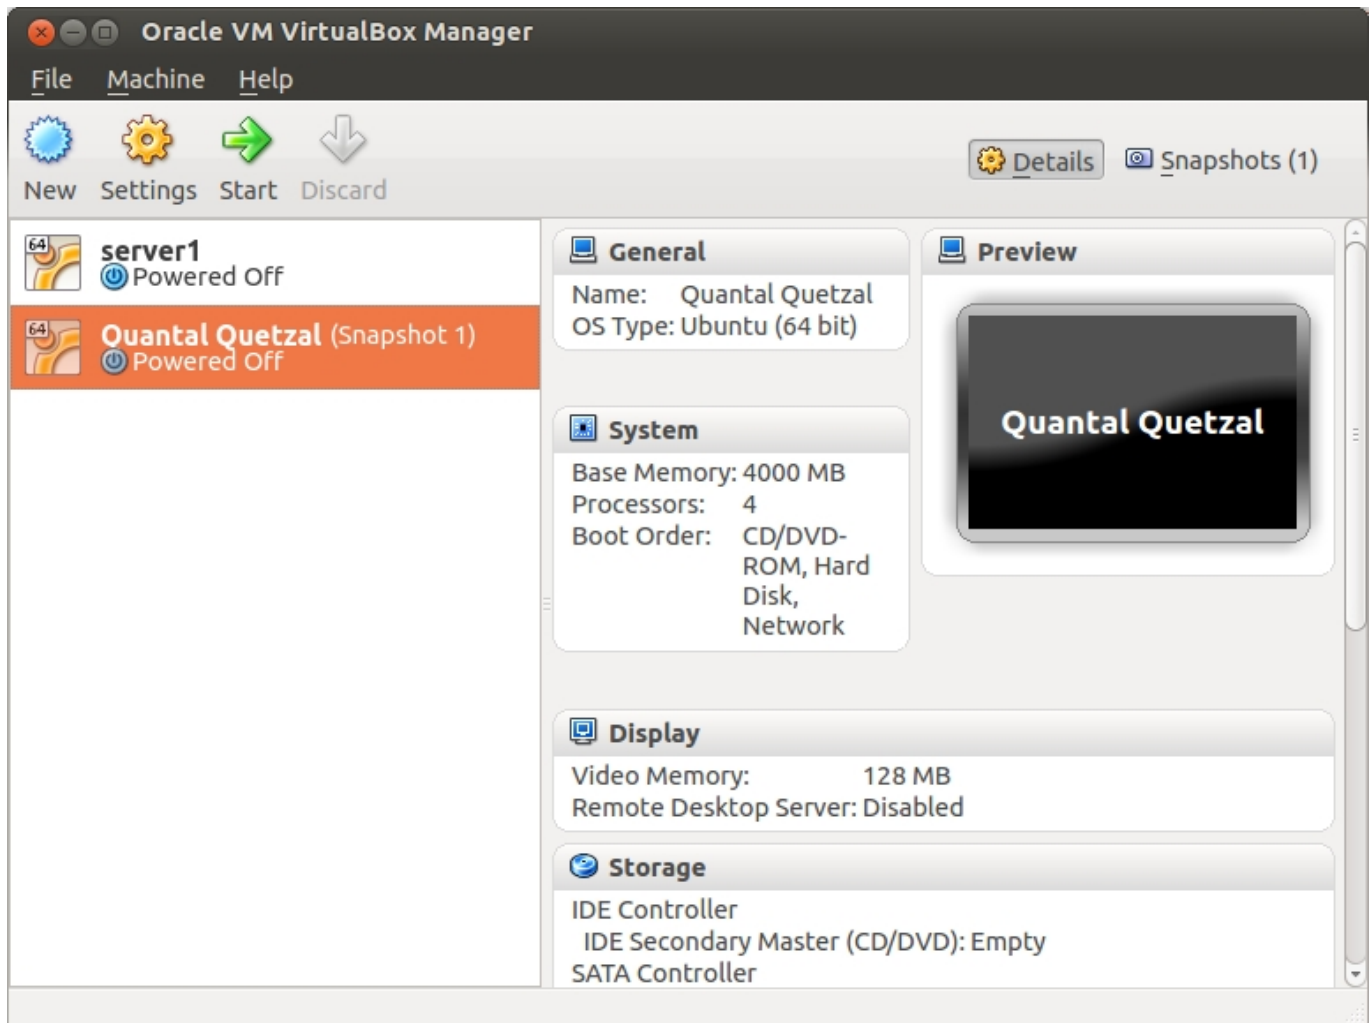 Oracle VM VirtualBox Manager
File Machine Help
New Settings Start Discard
Details Snapshots (1)
64
server1
Powered Off
64
Quantal Quetzal (Snapshot 1)
Powered Off
General
Name: Quantal Quetzal
OS Type: Ubuntu (64 bit)
System
Base Memory: 4000 MB
Processors: 4
Boot Order: CD/DVD-
ROM, Hard
Disk,
Network
Preview
Quantal Quetzal
Display
Video Memory: 128 MB
Remote Desktop Server: Disabled
Storage
IDE Controller
IDE Secondary Master (CD/DVD): Empty
SATA Controller